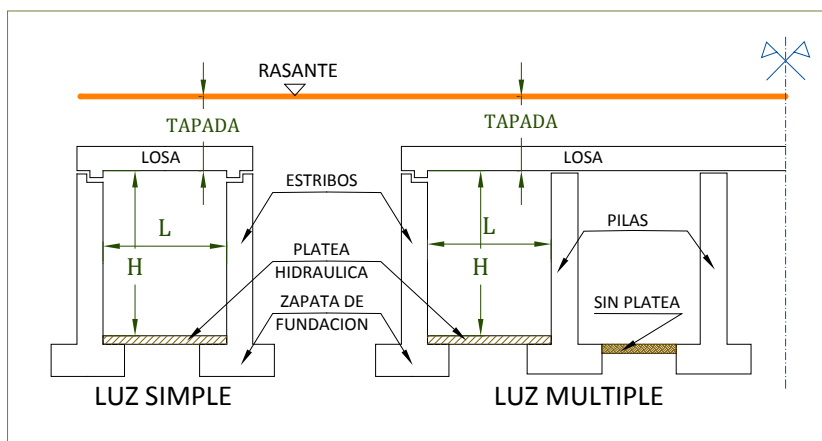 RASANTE
TAPADA
TAPADA
LOSA
LOSA
ESTRIBOS
L
H
L
H
PILAS
PLATEA
HIDRAULICA
SIN PLATEA
ZAPATA DE
FUNDACION
LUZ SIMPLE
LUZ MULTIPLE